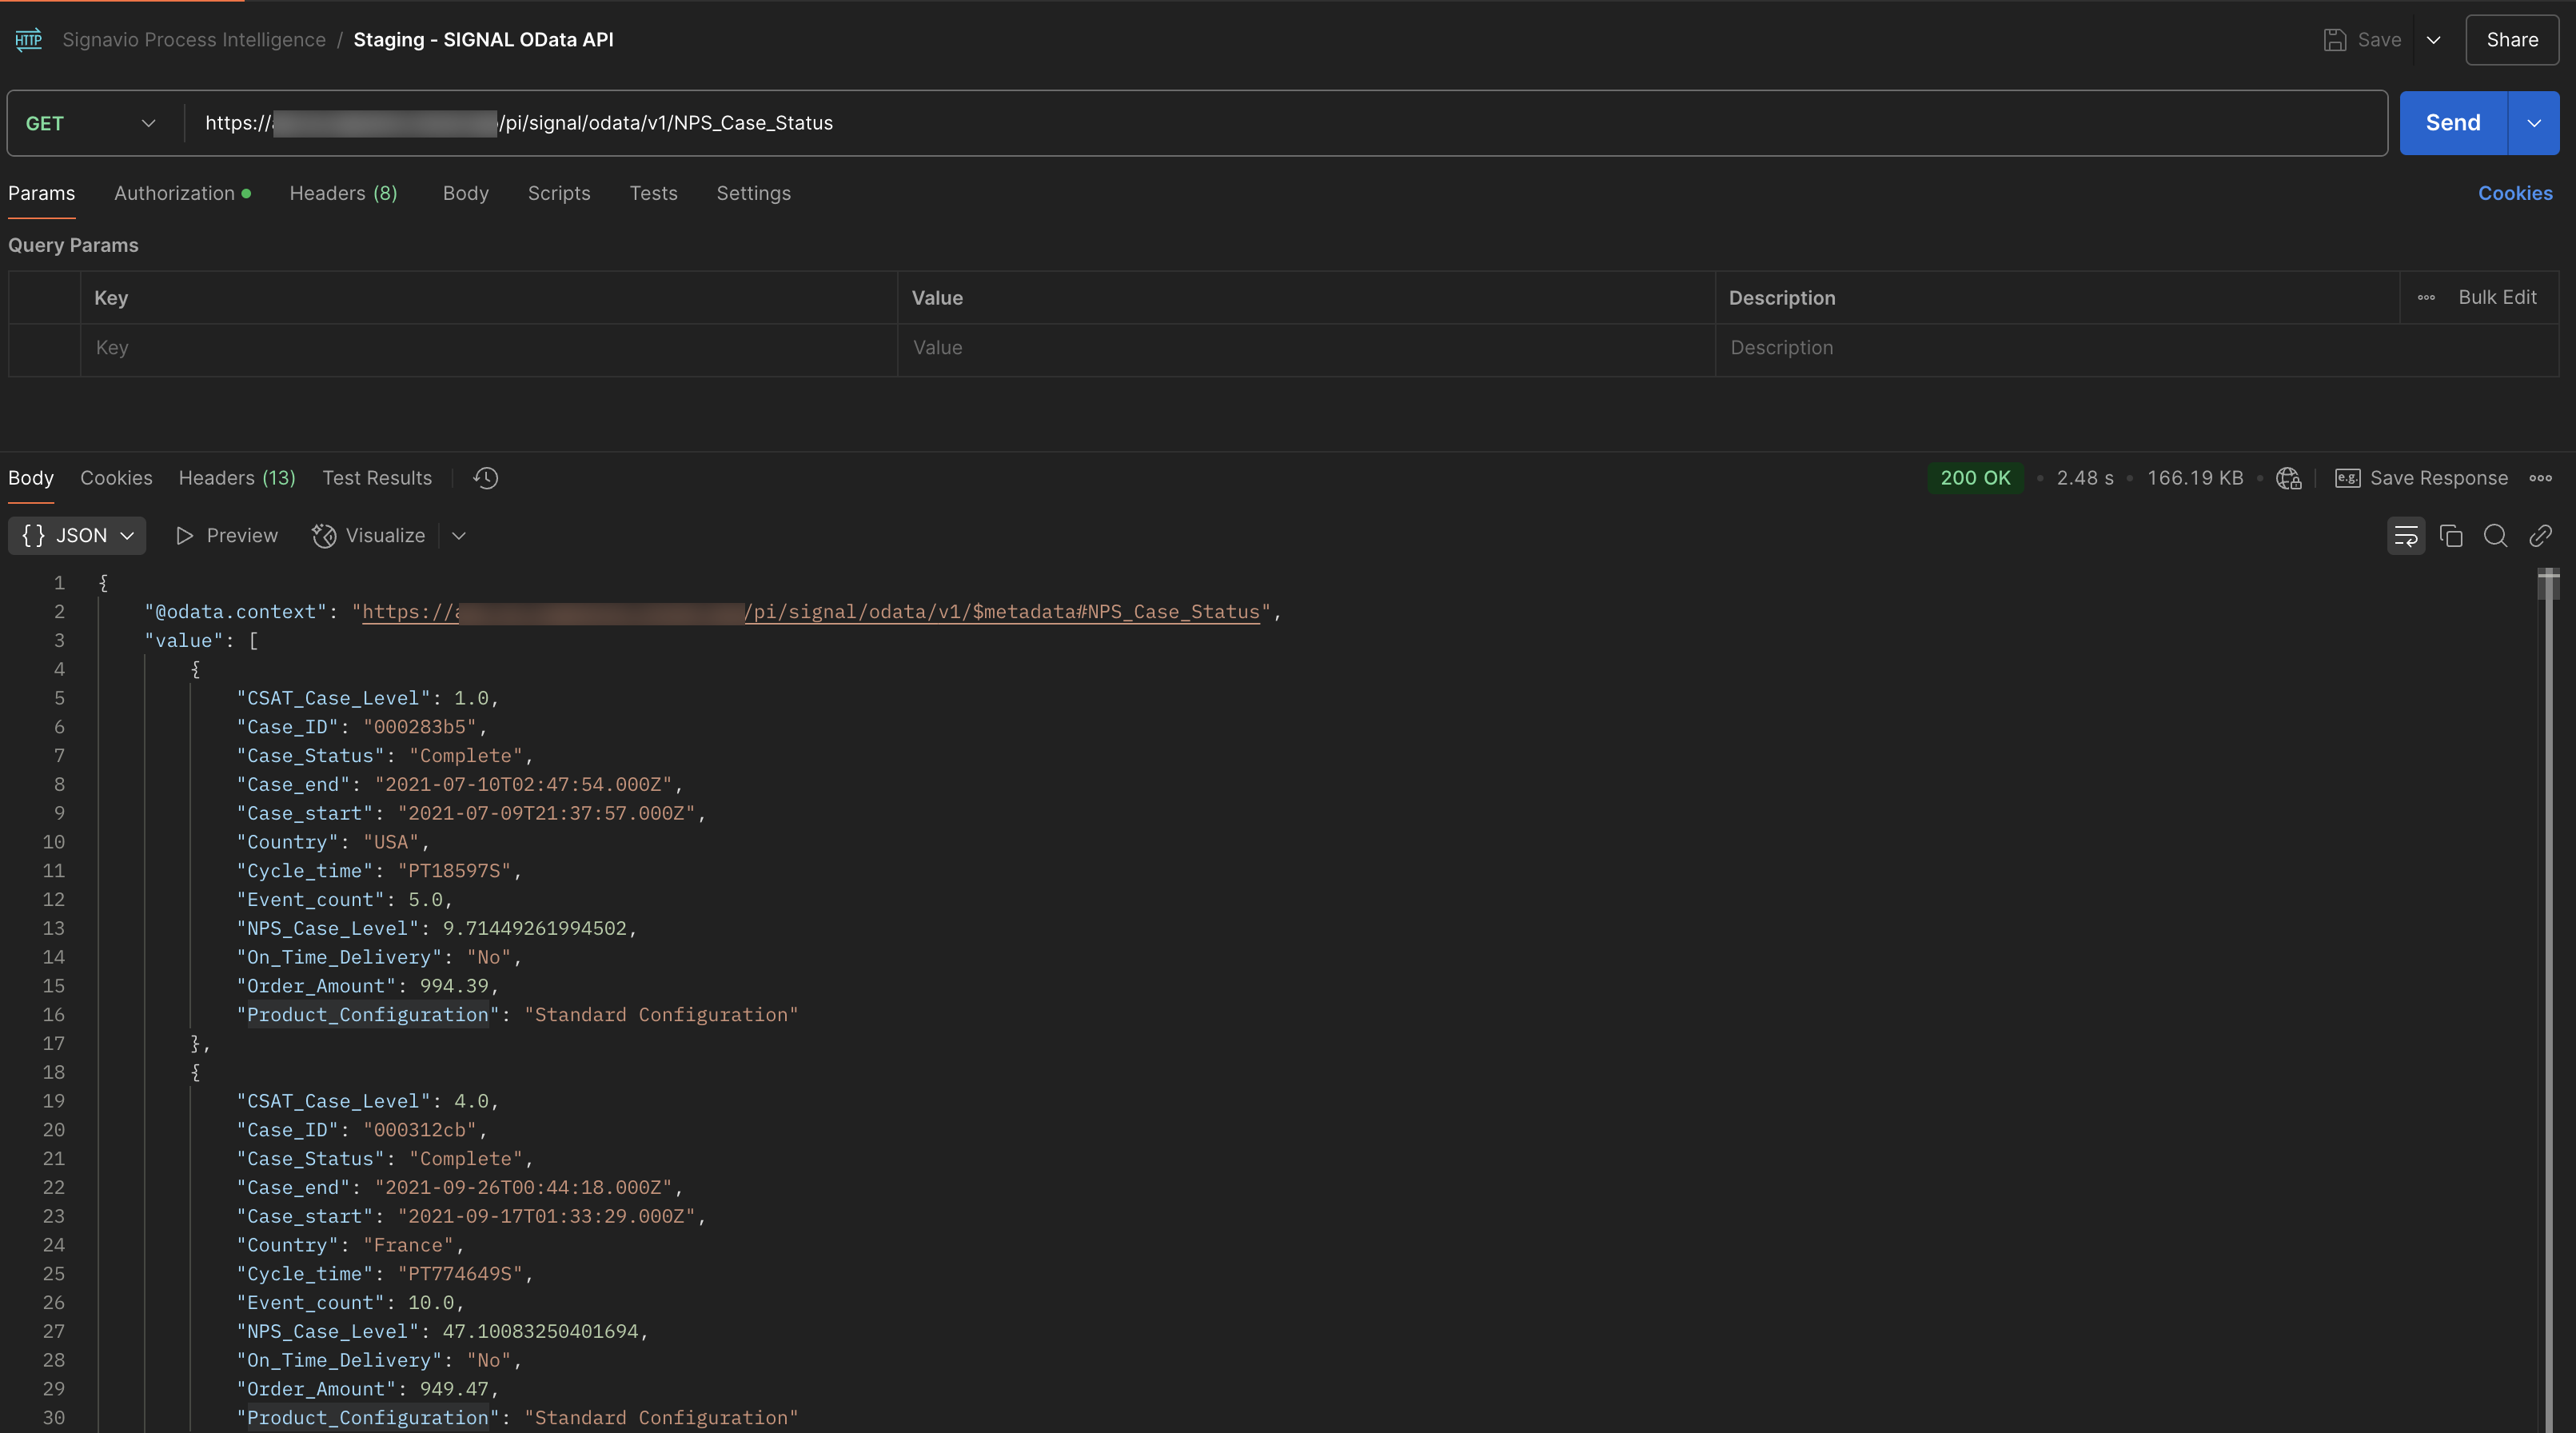 HTTP Signavio Process Intelligence / Staging - SIGNAL OData API Save Share
GET https:///pi/signal/odata/v1/NPS_Case_Status Send
Params Authorization Headers (8) Body Scripts Tests Settings Cookies
Query Params
Key Value Description Bulk Edit
Key Value Description
Body Cookies Headers (13) Test Results 200 OK 2.48 s 166.19 KB e.g. Save Response
{} JSON Preview Visualize
1 {
2 "@odata.context": "https:///pi/signal/odata/v1/$metadata#NPS_Case_Status",
3 "value": [
4 {
5 "CSAT_Case_Level": 1.0,
6 "Case_ID": "000283b5",
7 "Case_Status": "Complete",
8 "Case_end": "2021-07-10T02:47:54.000Z",
9 "Case_start": "2021-07-09T21:37:57.000Z",
10 "Country": "USA",
11 "Cycle_time": "PT18597S",
12 "Event_count": 5.0,
13 "NPS_Case_Level": 9.71449261994502,
14 "On_Time_Delivery": "No",
15 "Order_Amount": 994.39,
16 "Product_Configuration": "Standard Configuration"
17 },
18 {
19 "CSAT_Case_Level": 4.0,
20 "Case_ID": "000312cb",
21 "Case_Status": "Complete",
22 "Case_end": "2021-09-26T00:44:18.000Z",
23 "Case_start": "2021-09-17T01:33:29.000Z",
24 "Country": "France",
25 "Cycle_time": "PT774649S",
26 "Event_count": 10.0,
27 "NPS_Case_Level": 47.10083250401694,
28 "On_Time_Delivery": "No",
29 "Order_Amount": 949.47,
30 "Product_Configuration": "Standard Configuration"